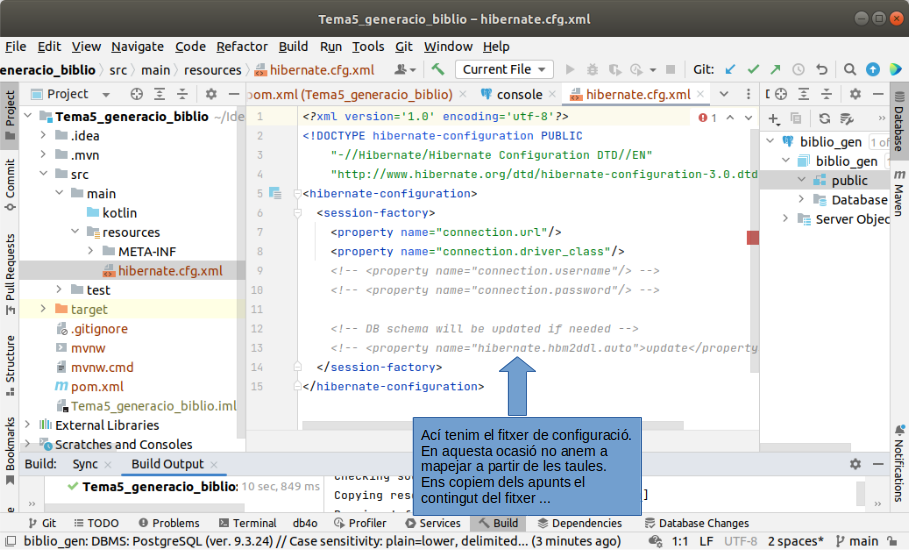 Tema5_generacio_biblio – hibernate.cfg.xml
File Edit View Navigate Code Refactor Build Run Tools Git Window Help
eneracio_biblio src main resources hibernate.cfg.xml Current File Git:
Project
pom.xml (Tema5_generacio_biblio) console hibernate.cfg.xml
Project
Commit
Pull Requests
Structure
Bookmarks
Tema5_generacio_biblio ~/Ide
.idea
.mvn
src
main
kotlin
resources
META-INF
hibernate.cfg.xml
test
target
.gitignore
mvnw
mvnw.cmd
pom.xml
Tema5_generacio_biblio.iml
External Libraries
Scratches and Consoles
1 <?xml version='1.0' encoding='utf-8'?>
2 <!DOCTYPE hibernate-configuration PUBLIC
3 "-//Hibernate/Hibernate Configuration DTD//EN"
4 "http://www.hibernate.org/dtd/hibernate-configuration-3.0.dtd
5 <hibernate-configuration>
6 <session-factory>
7 <property name="connection.url"/>
8 <property name="connection.driver_class"/>
9 <!-- <property name="connection.username"/> -->
10 <!-- <property name="connection.password"/> -->
11
12 <!-- DB schema will be updated if needed -->
13 <!-- <property name="hibernate.hbm2ddl.auto">update</property
14 </session-factory>
15 </hibernate-configuration>
1
D
biblio_gen 1 of
biblio_gen
public
Database
Server Objec
Database
Maven
Notifications
Ací tenim el fitxer de configuració.
En aquesta ocasió no anem a
mapejar a partir de les taules.
Ens copiem dels apunts el
contingut del fitxer ...
Build: Sync Build Output
Tema5_generacio_biblio: 10 sec, 849 ms
Copying reso
]
Git TODO Problems Terminal db4o Profiler Services Build Dependencies Database Changes
biblio_gen: DBMS: PostgreSQL (ver. 9.3.24) // Case sensitivity: plain=lower, delimited... (3 minutes ago) 1:1 LF UTF-8 2 spaces* main